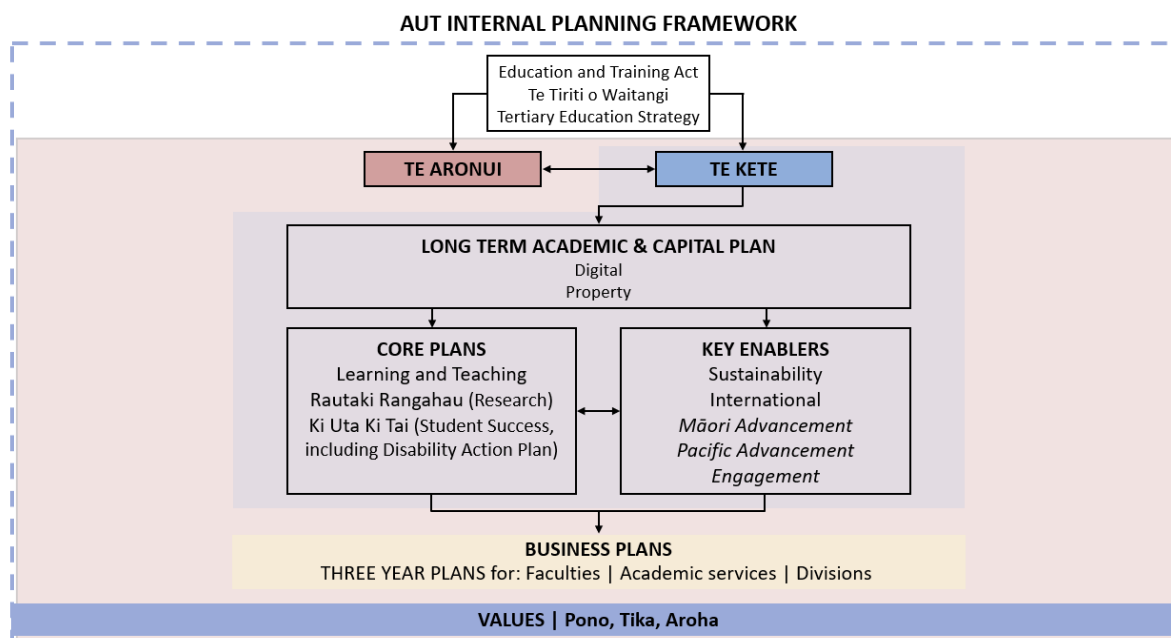 AUT INTERNAL PLANNING FRAMEWORK
Education and Training Act
Te Tiriti o Waitangi
Tertiary Education Strategy
TE ARONUI
TE KETE
LONG TERM ACADEMIC & CAPITAL PLAN
Digital
Property
CORE PLANS
Learning and Teaching
Rautaki Rangahau (Research)
Ki Uta Ki Tai (Student Success,
including Disability Action Plan)
KEY ENABLERS
Sustainability
International
Māori Advancement
Pacific Advancement
Engagement
BUSINESS PLANS
THREE YEAR PLANS for: Faculties | Academic services | Divisions
VALUES | Pono, Tika, Aroha